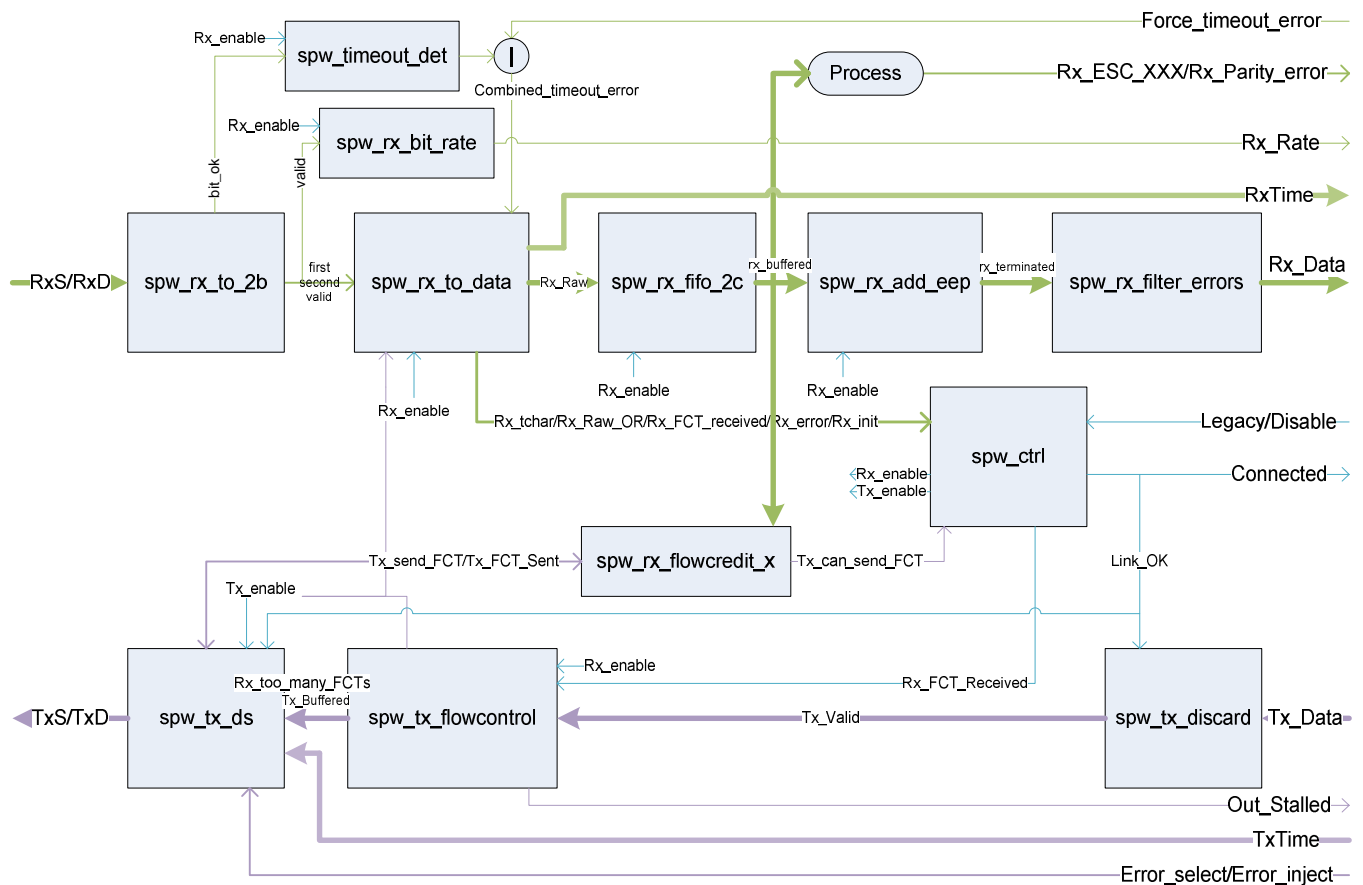 Force_timeout_error
Rx_enable
spw_timeout_det
|
Process
Rx_ESC_XXX/Rx_Parity_error
Combined_timeout_error
Rx_enable
spw_rx_bit_rate
Rx_Rate
bit_ok
valid
RxTime
RxS/RxD
spw_rx_to_2b
first
second
valid
spw_rx_to_data
Rx_Raw
spw_rx_fifo_2c
rx_buffered
spw_rx_add_eep
rx_terminated
spw_rx_filter_errors
Rx_Data
Rx_enable
Rx_enable
Rx_enable
Rx_tchar/Rx_Raw_OR/Rx_FCT_received/Rx_error/Rx_init
spw_ctrl
Legacy/Disable
Rx_enable
Tx_enable
Connected
Tx_send_FCT/Tx_FCT_Sent
spw_rx_flowcredit_x
Tx_can_send_FCT
Link_OK
Tx_enable
Rx_enable
Rx_too_many_FCTs
Rx_FCT_Received
Tx_Buffered
TxS/TxD
spw_tx_ds
spw_tx_flowcontrol
Tx_Valid
spw_tx_discard
Tx_Data
Out_Stalled
TxTime
Error_select/Error_inject